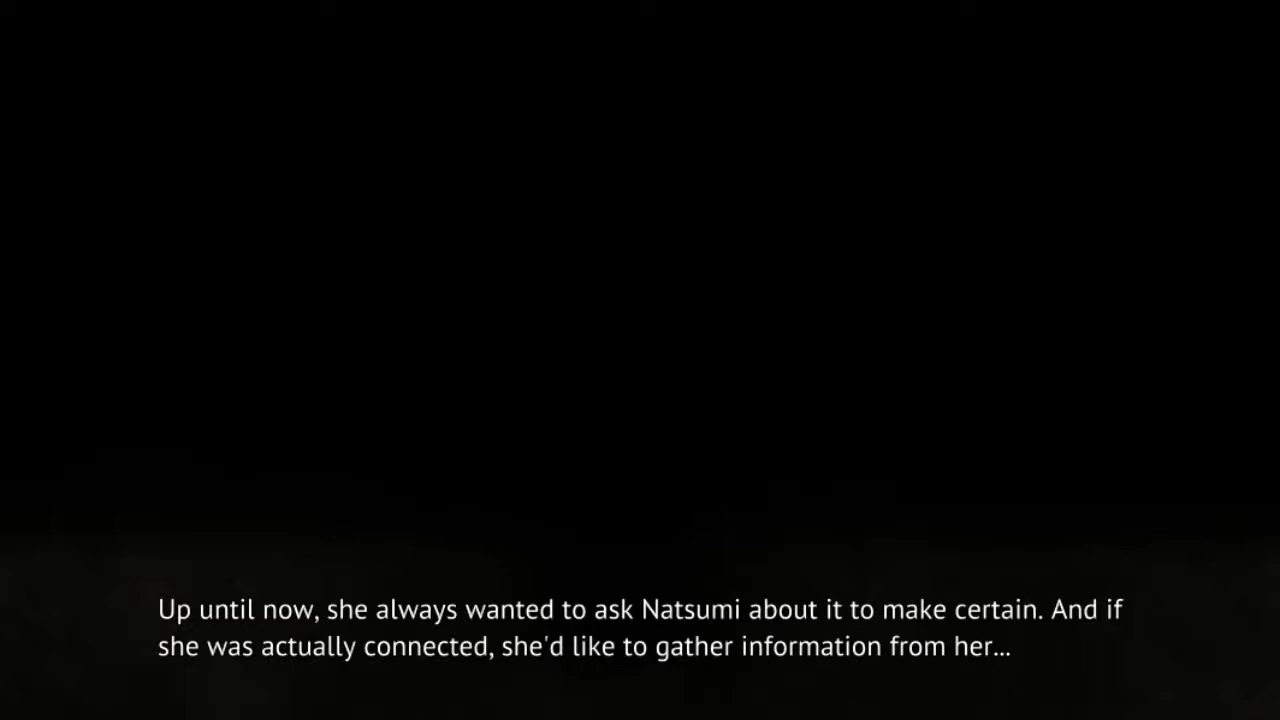 Up until now, she always wanted to ask Natsumi about it to make certain. And if
she was actually connected, she'd like to gather information from her...